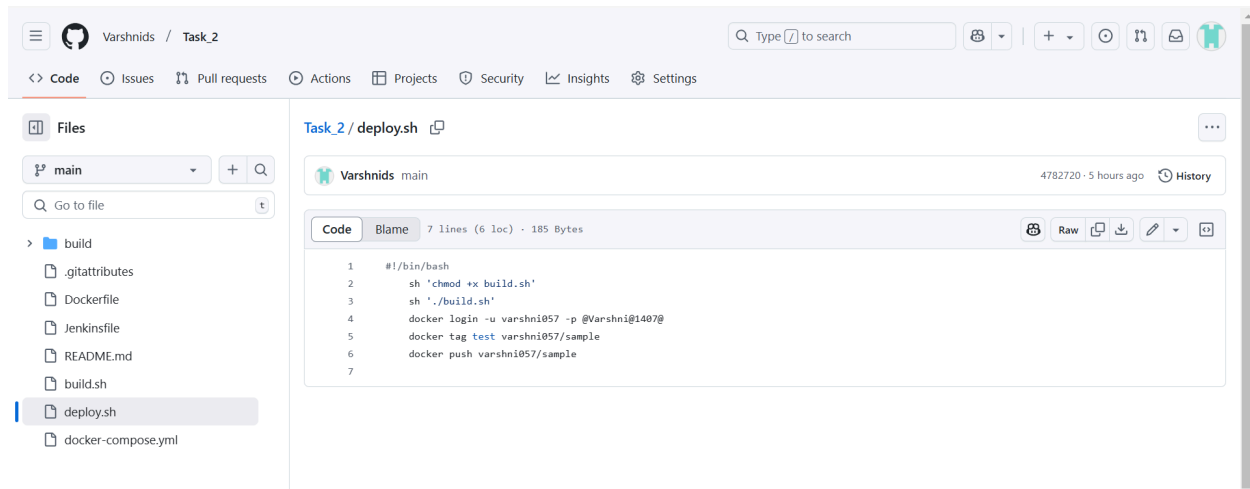 Varshnids / Task_2
Type / to search
Code
Issues
Pull requests
Actions
Projects
Security
Insights
Settings
Files
main
Go to file
t
build
.gitattributes
Dockerfile
Jenkinsfile
README.md
build.sh
deploy.sh
docker-compose.yml
Task_2 / deploy.sh
Varshnids main
4782720 · 5 hours ago
History
Code
Blame
7 lines (6 loc) · 185 Bytes
Raw
1 #!/bin/bash
2 sh 'chmod +x build.sh'
3 sh './build.sh'
4 docker login -u varshni057 -p @Varshni@1407@
5 docker tag test varshni057/sample
6 docker push varshni057/sample
7